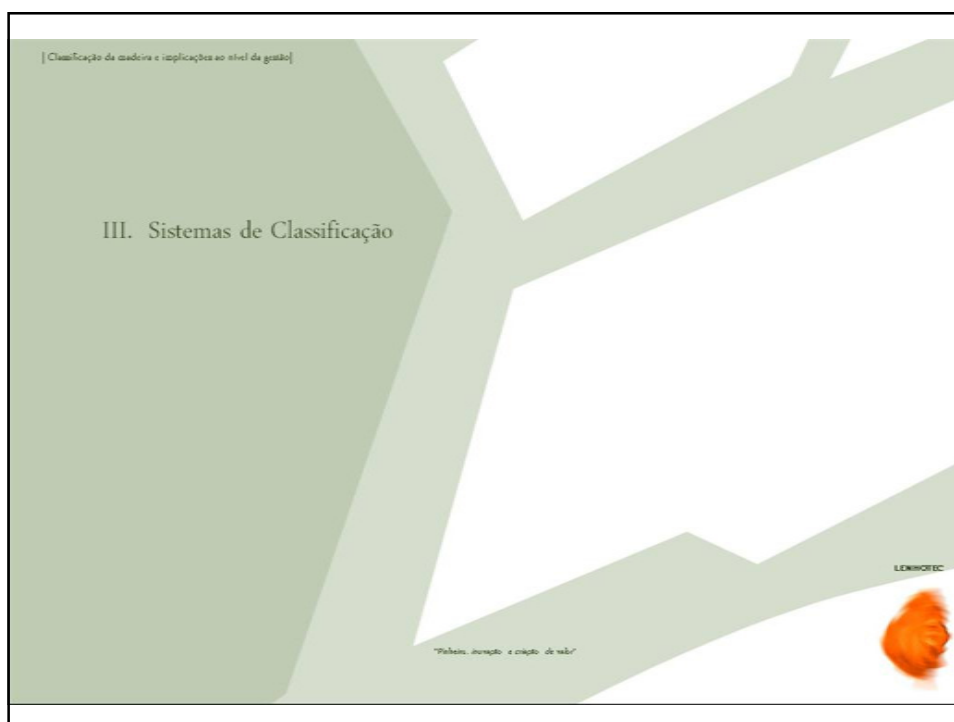 | Classificação da madeira e implicações ao nível da gestão|
III. Sistemas de Classificação
LENHOTEC
"Pinheiro, inovação e criação de valor"